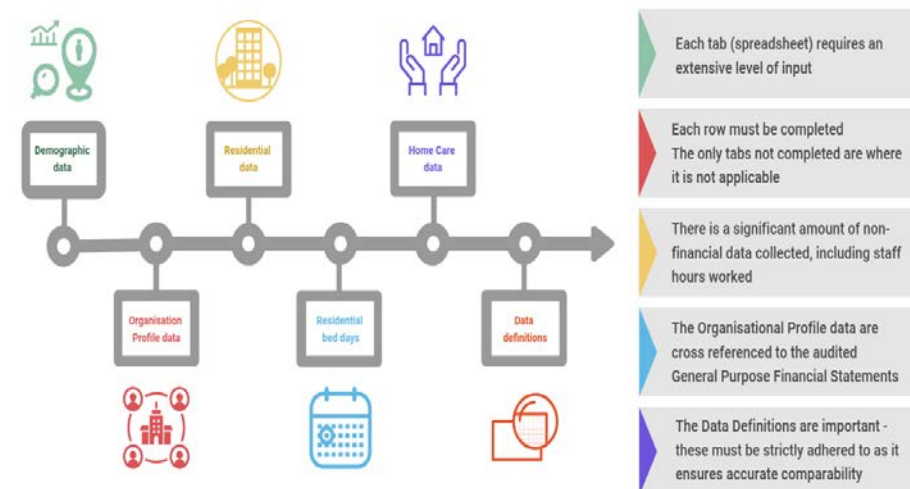 Demographic
data
Residential
data
Home Care
data
Organisation
Profile data
Residential
bed days
Data
definitions
Each tab (spreadsheet) requires an
extensive level of input
Each row must be completed
The only tabs not completed are where
it is not applicable
There is a significant amount of non-
financial data collected, including staff
hours worked
The Organisational Profile data are
cross referenced to the audited
General Purpose Financial Statements
The Data Definitions are important -
these must be strictly adhered to as it
ensures accurate comparability